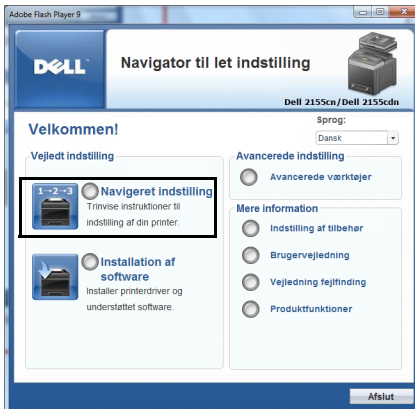 Adobe Flash Player 9
DELL
Navigator til let indstilling
Dell 2155cn/Dell 2155cdn
Velkommen!
Sprog:
Dansk
Vejledt indstilling
1→2→3
Navigeret indstilling
Trinvise instruktioner til
indstilling af din printer.
Installation af
software
Installer printerdriver og
understøttet software.
Avancerede indstilling
Avancerede værktøjer
Mere information
Indstilling af tilbehør
Brugervejledning
Vejledning fejlfinding
Produktfunktioner
Afslut